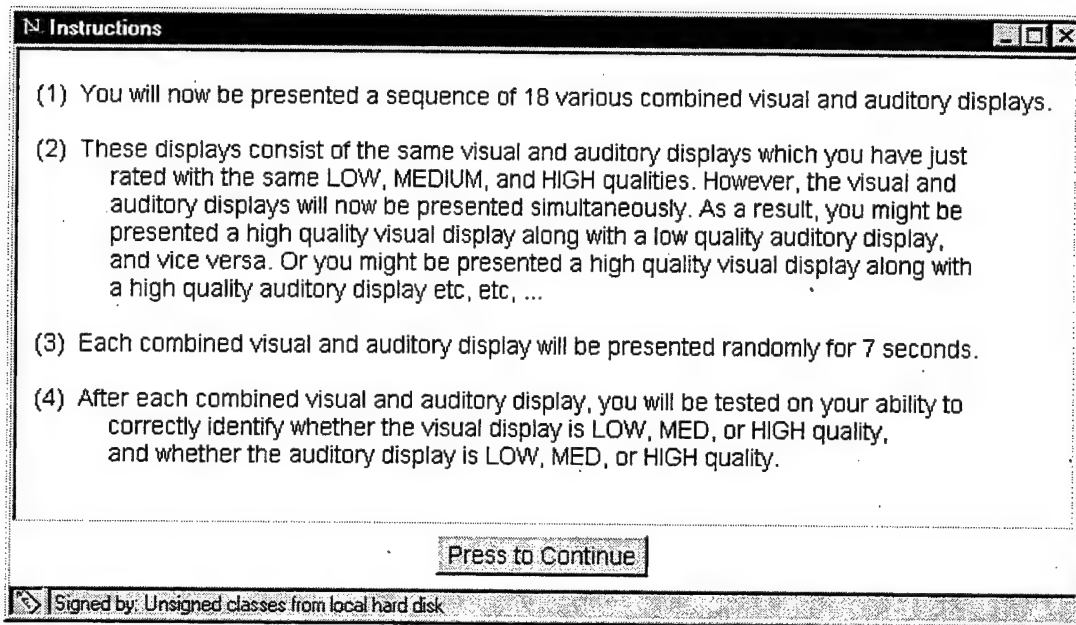 Instructions
(1) You will now be presented a sequence of 18 various combined visual and auditory displays.
(2) These displays consist of the same visual and auditory displays which you have just
rated with the same LOW, MEDIUM, and HIGH qualities. However, the visual and
auditory displays will now be presented simultaneously. As a result, you might be
presented a high quality visual display along with a low quality auditory display,
and vice versa. Or you might be presented a high quality visual display along with
a high quality auditory display etc, etc, ...
(3) Each combined visual and auditory display will be presented randomly for 7 seconds.
(4) After each combined visual and auditory display, you will be tested on your ability to
correctly identify whether the visual display is LOW, MED, or HIGH quality,
and whether the auditory display is LOW, MED, or HIGH quality.
Press to Continue
Signed by: Unsigned classes from local hard disk